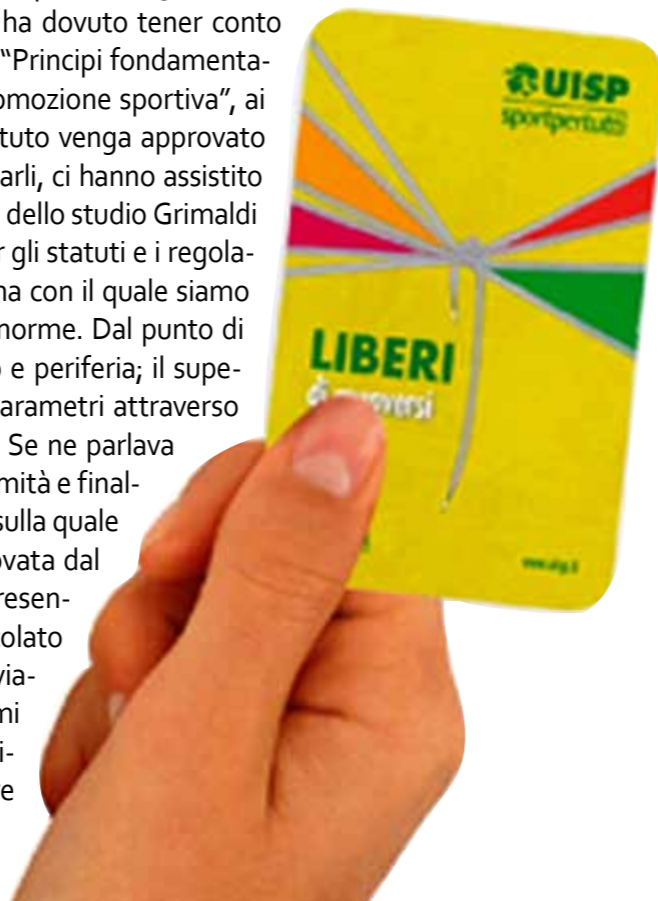 ha dovuto tener conto
“Principi fondamenta-
omozione sportiva”, ai
tuto venga approvato
arli, ci hanno assistito
dello studio Grimaldi
r gli statuti e i regola-
na con il quale siamo
norme. Dal punto di
e periferia; il supe-
arametri attraverso
Se ne parlava
mità e final-
sulla quale
ovata dal
resen-
olato
via-
mi
i-
e
UISP
sportpertutti
LIBERI
di muoversi
www.uisp.it